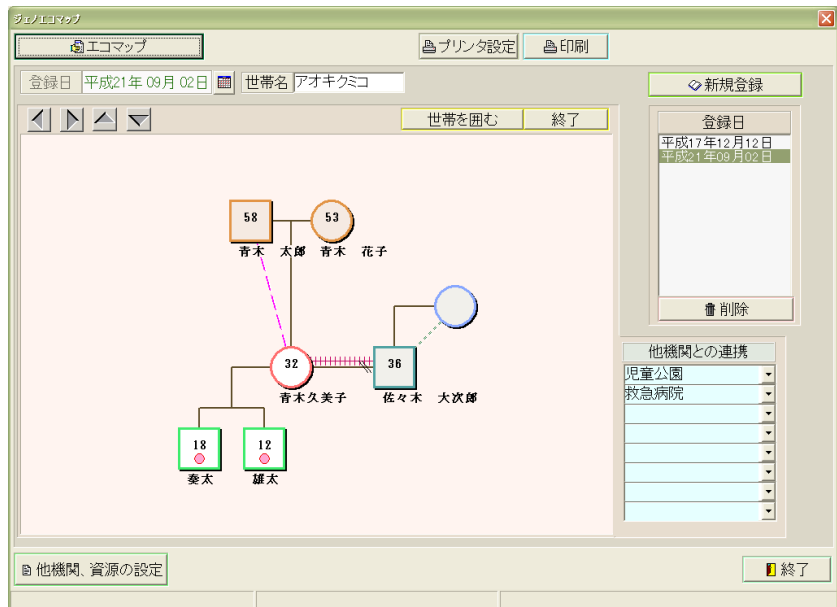 ジェノエコマップ
エコマップ
プリンタ設定
印刷
登録日 平成21年 09月 02日
世帯名 アオキクミコ
新規登録
世帯を囲む
終了
登録日
平成17年12月12日
平成21年09月02日
削除
58
53
青木 太郎
青木 花子
32
36
青木久美子
佐々木 大次郎
18
12
奏太
雄太
他機関との連携
児童公園
救急病院
他機関、資源の設定
終了